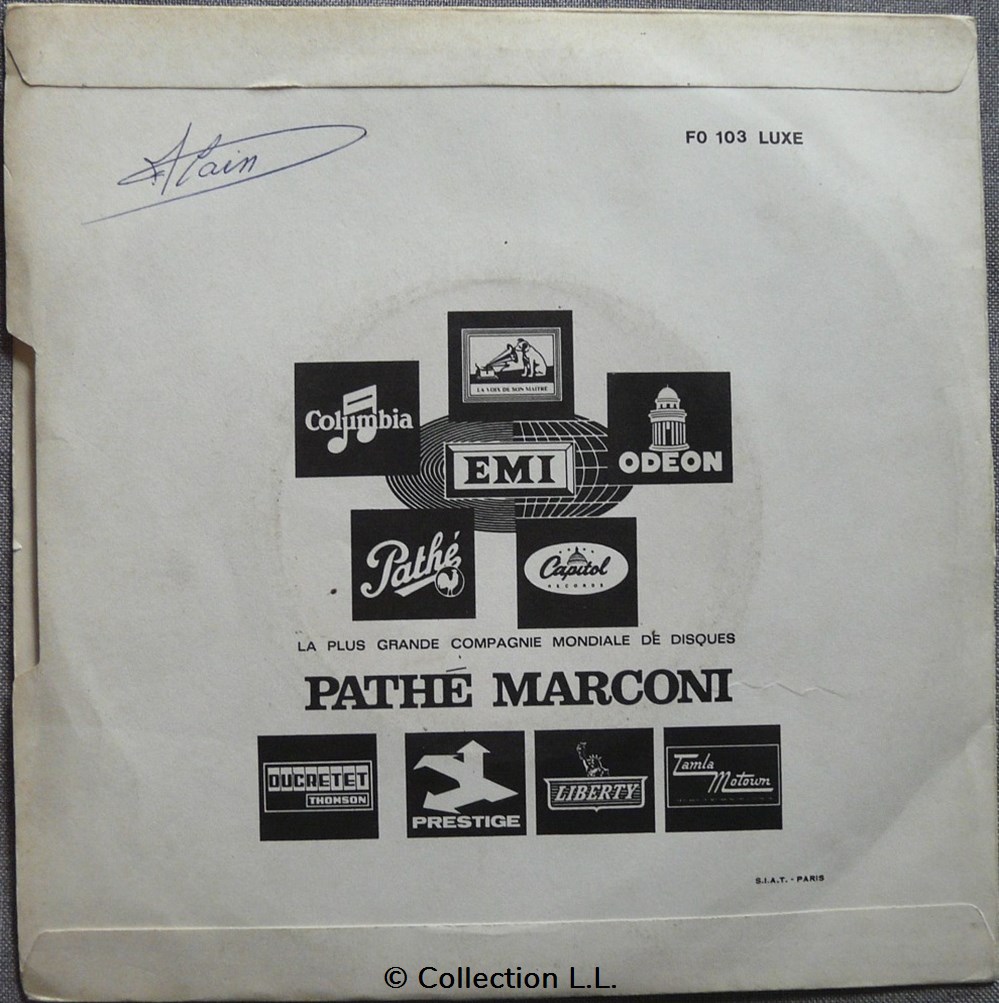 Alain
FO 103 LUXE
LA VOIX DE SON MAITRE
Columbia
EMI
ODEON
Pathé
Capitol
RECORDS
LA PLUS GRANDE COMPAGNIE MONDIALE DE DISQUES
PATHÉ MARCONI
DUCRETET
THOMSON
PRESTIGE
LIBERTY
Tamla
Motown
S.I.A.T. - PARIS
© Collection L.L.